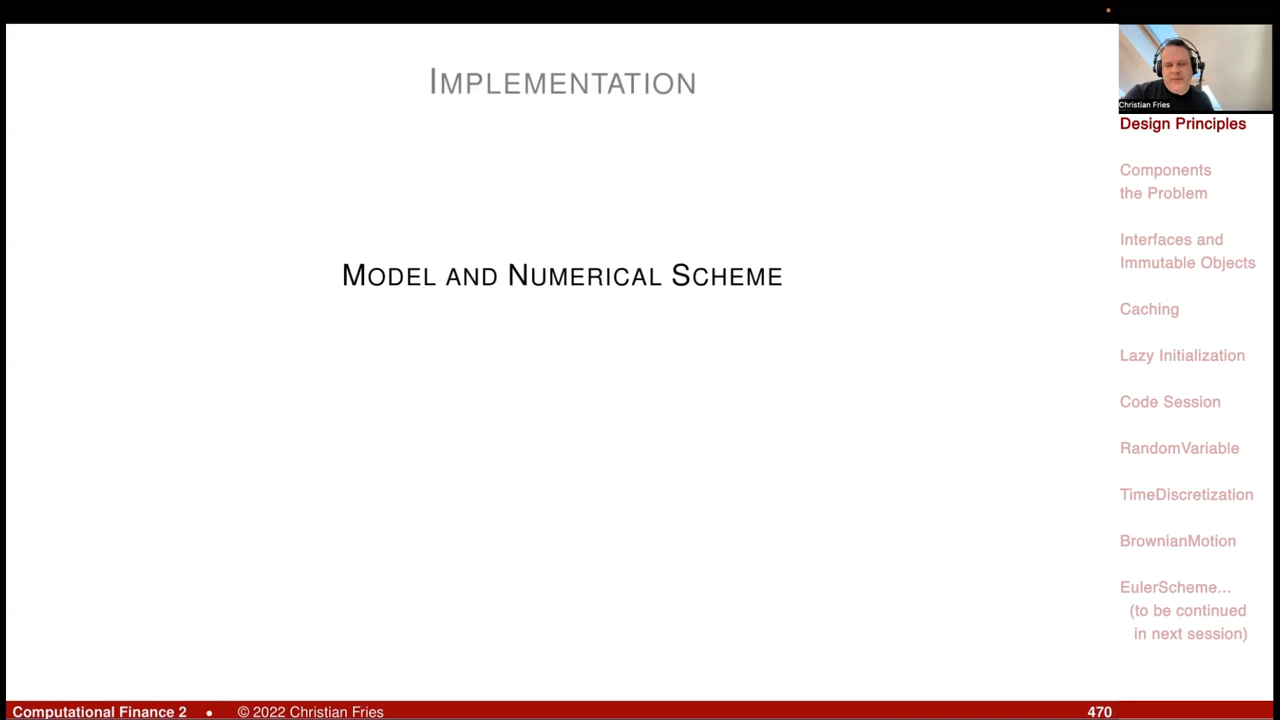 IMPLEMENTATION
MODEL AND NUMERICAL SCHEME
Christian Fries
Design Principles
Components
the Problem
Interfaces and
Immutable Objects
Caching
Lazy Initialization
Code Session
RandomVariable
TimeDiscretization
BrownianMotion
EulerScheme...
(to be continued
in next session)
Computational Finance 2 • © 2022 Christian Fries 470